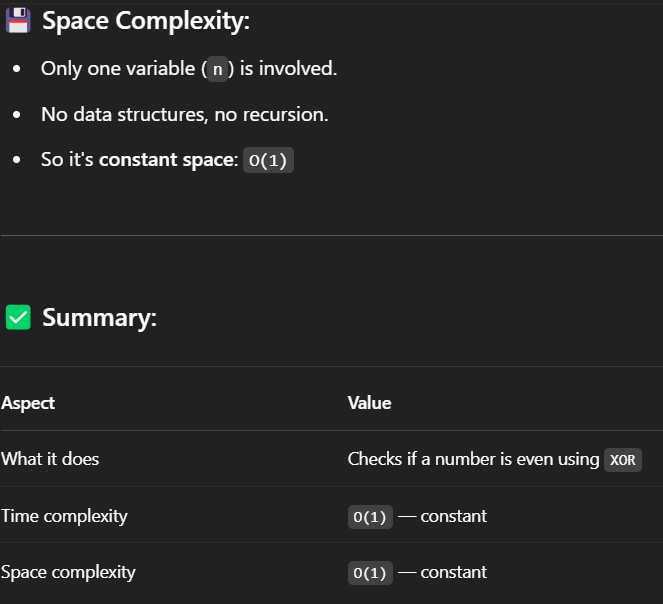 💾 Space Complexity:
• Only one variable (n) is involved.
• No data structures, no recursion.
• So it's constant space: O(1)
✅ Summary:
Aspect Value
What it does Checks if a number is even using XOR
Time complexity O(1) — constant
Space complexity O(1) — constant